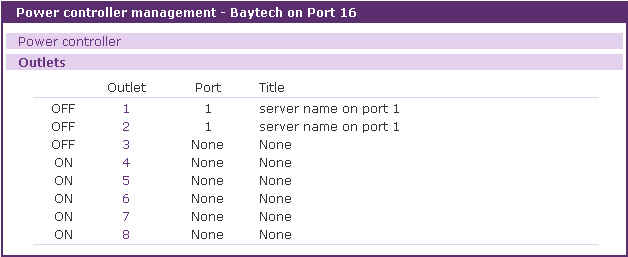 Power controller management - Baytech on Port 16
Power controller
Outlets
Outlet Port Title
OFF 1 1 server name on port 1
OFF 2 1 server name on port 1
OFF 3 None None
ON 4 None None
ON 5 None None
ON 6 None None
ON 7 None None
ON 8 None None